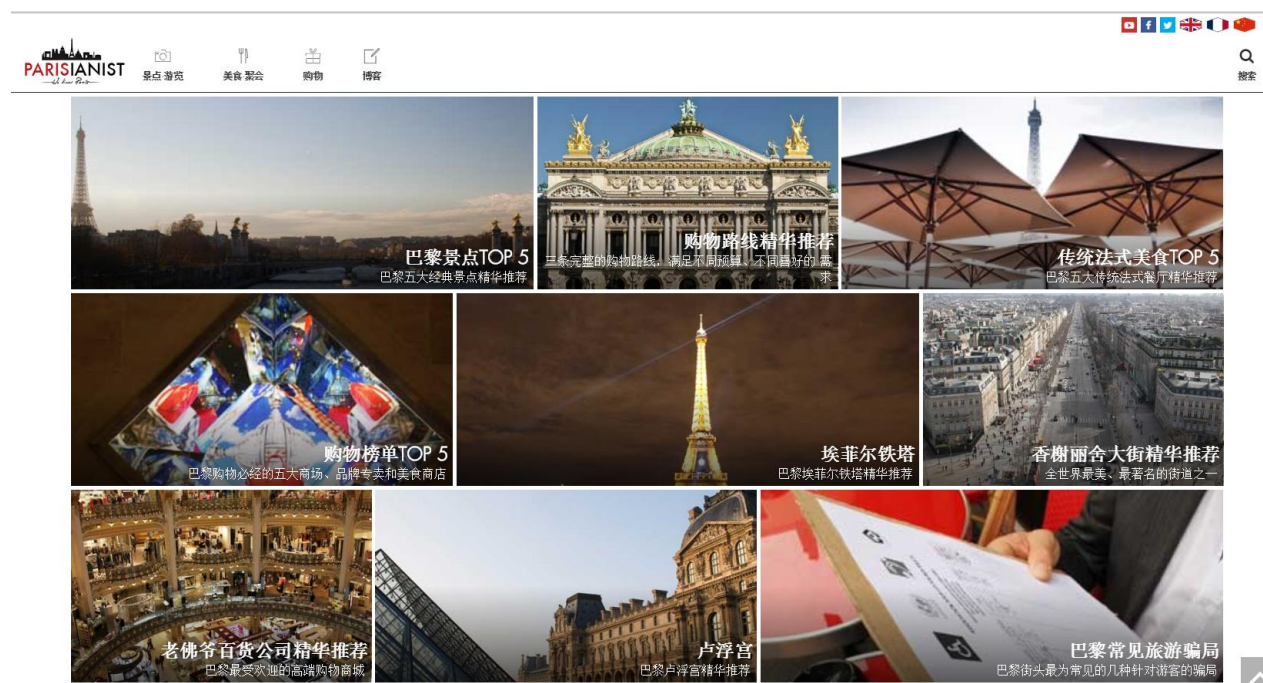 PARISIANIST
景点·游览
美食·聚会
购物
博客
搜索
巴黎景点TOP 5
巴黎五大经典景点精华推荐
购物路线精华推荐
三条完整的购物路线，满足不同预算、不同喜好的 需
求
传统法式美食TOP 5
巴黎五大传统法式餐厅精华推荐
购物榜单TOP 5
巴黎购物必经的五大商场、品牌专卖和美食商店
埃菲尔铁塔
巴黎埃菲尔铁塔精华推荐
香榭丽舍大街精华推荐
全世界最美、最著名的街道之一
老佛爷百货公司精华推荐
巴黎最受欢迎的高端购物商城
卢浮宫
巴黎卢浮宫精华推荐
巴黎常见旅游骗局
巴黎街头最为常见的几种针对游客的骗局